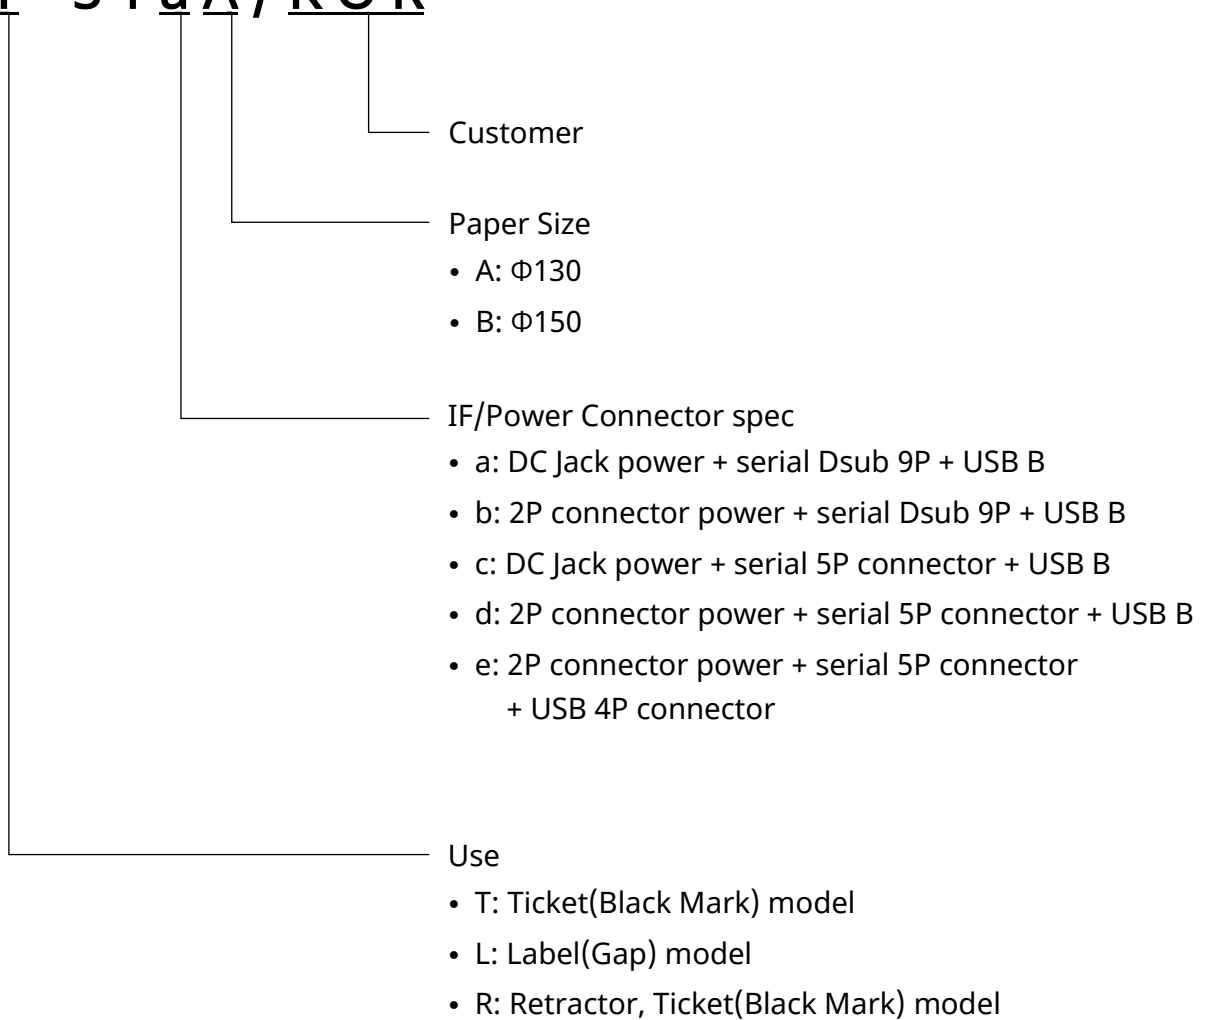 Customer
Paper Size
• A: Φ130
• B: Φ150
IF/Power Connector spec
• a: DC Jack power + serial Dsub 9P + USB B
• b: 2P connector power + serial Dsub 9P + USB B
• c: DC Jack power + serial 5P connector + USB B
• d: 2P connector power + serial 5P connector + USB B
• e: 2P connector power + serial 5P connector
+ USB 4P connector
Use
• T: Ticket(Black Mark) model
• L: Label(Gap) model
• R: Retractor, Ticket(Black Mark) model